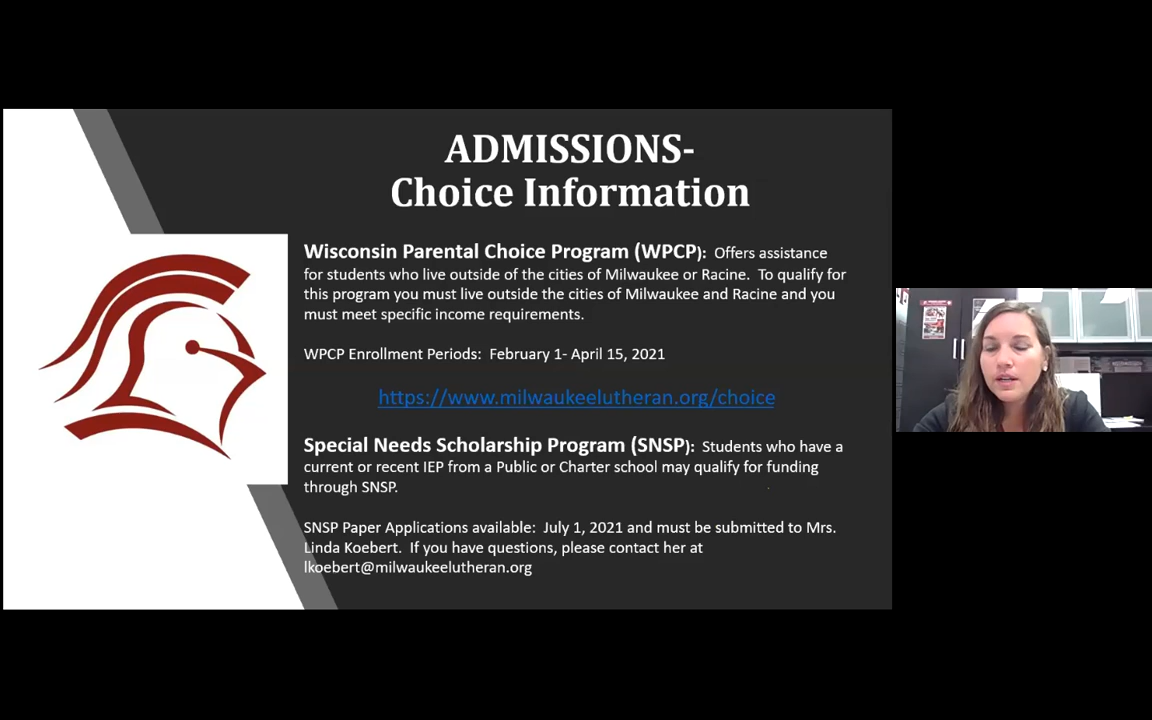 ADMISSIONS-
Choice Information
Wisconsin Parental Choice Program (WPCP): Offers assistance
for students who live outside of the cities of Milwaukee or Racine. To qualify for
this program you must live outside the cities of Milwaukee and Racine and you
must meet specific income requirements.
WPCP Enrollment Periods: February 1- April 15, 2021
https://www.milwaukeelutheran.org/choice
Special Needs Scholarship Program (SNSP): Students who have a
current or recent IEP from a Public or Charter school may qualify for funding
through SNSP.
SNSP Paper Applications available: July 1, 2021 and must be submitted to Mrs.
Linda Koebert. If you have questions, please contact her at
lkoebert@milwaukeelutheran.org